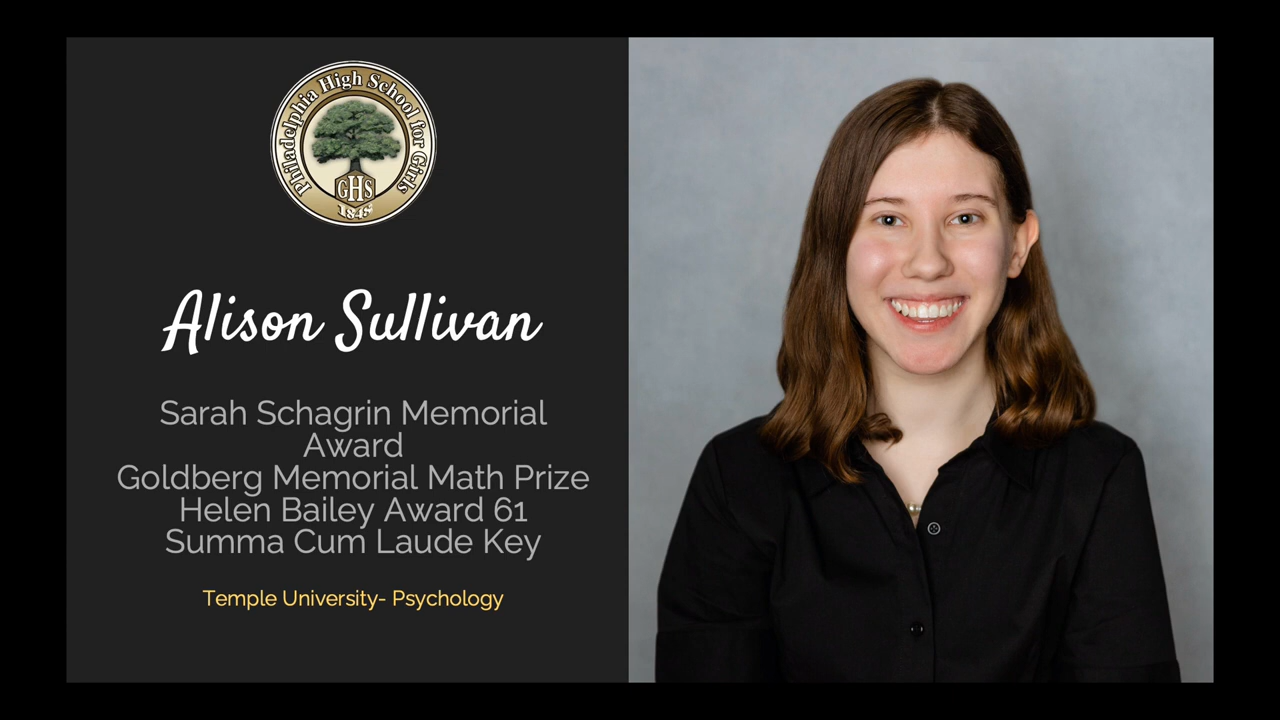 Philadelphia High School for Girls
GHS
1848
Alison Sullivan
Sarah Schagrin Memorial
Award
Goldberg Memorial Math Prize
Helen Bailey Award 61
Summa Cum Laude Key
Temple University- Psychology